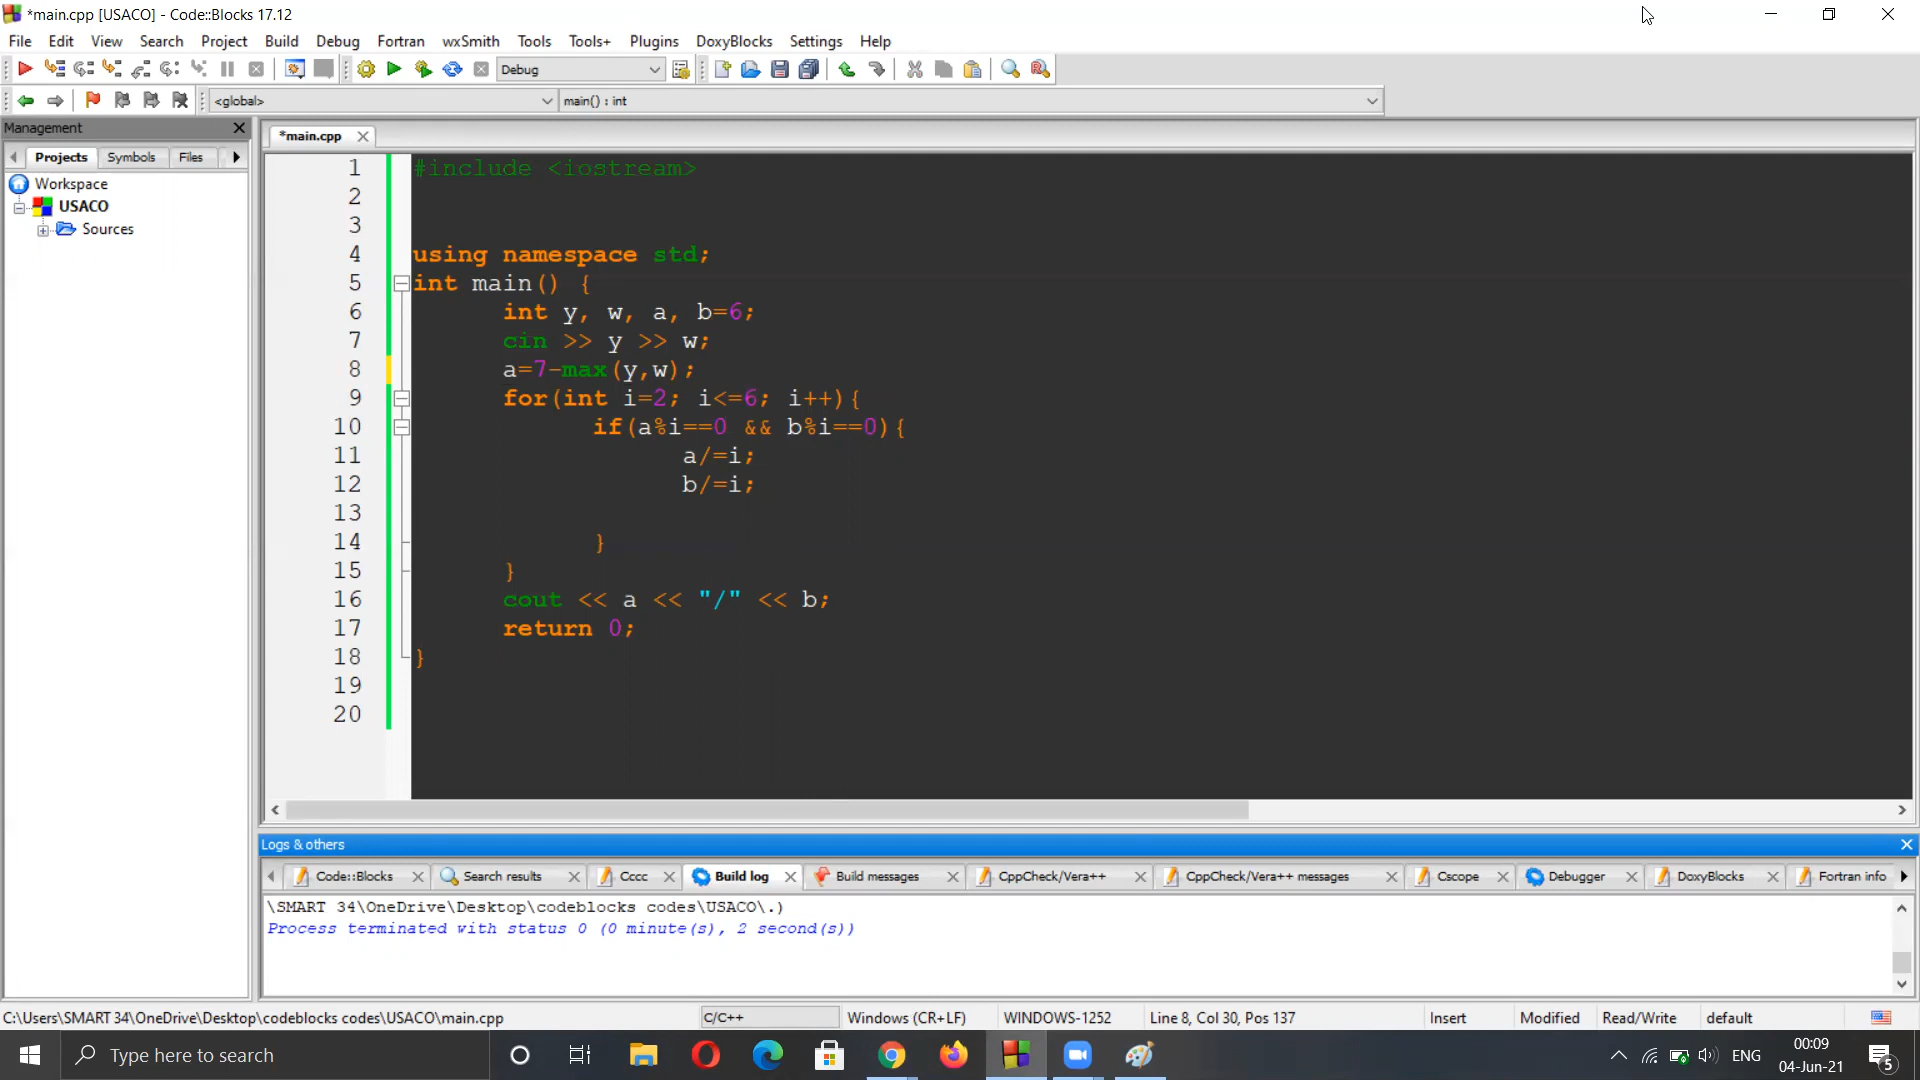 *main.cpp [USACO] - Code::Blocks 17.12
File Edit View Search Project Build Debug Fortran wxSmith Tools Tools+ Plugins DoxyBlocks Settings Help
Debug
<global> main() : int
Management
Projects Symbols Files
Workspace
USACO
Sources
*main.cpp
1 #include <iostream>
2
3
4 using namespace std;
5 int main() {
6 int y, w, a, b=6;
7 cin >> y >> w;
8 a=7-max(y,w);
9 for(int i=2; i<=6; i++){
10 if(a%i==0 && b%i==0){
11 a/=i;
12 b/=i;
13
14 }
15 }
16 cout << a << "/" << b;
17 return 0;
18 }
19
20
Logs & others
Code::Blocks Search results Cccc Build log Build messages CppCheck/Vera++ CppCheck/Vera++ messages Cscope Debugger DoxyBlocks Fortran info
\SMART 34\OneDrive\Desktop\codeblocks codes\USACO\.)
Process terminated with status 0 (0 minute(s), 2 second(s))
C:\Users\SMART 34\OneDrive\Desktop\codeblocks codes\USACO\main.cpp C/C++ Windows (CR+LF) WINDOWS-1252 Line 8, Col 30, Pos 137 Insert Modified Read/Write default
Type here to search
ENG
00:09
04-Jun-21
5